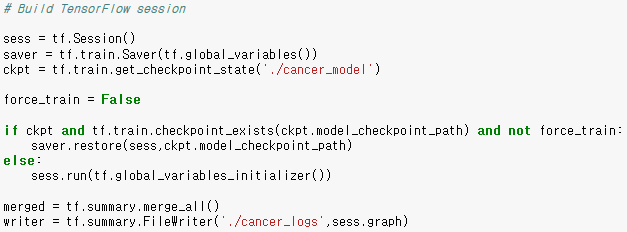 # Build TensorFlow session
sess = tf.Session()
saver = tf.train.Saver(tf.global_variables())
ckpt = tf.train.get_checkpoint_state('./cancer_model')
force_train = False
if ckpt and tf.train.checkpoint_exists(ckpt.model_checkpoint_path) and not force_train:
    saver.restore(sess,ckpt.model_checkpoint_path)
else:
    sess.run(tf.global_variables_initializer())
merged = tf.summary.merge_all()
writer = tf.summary.FileWriter('./cancer_logs',sess.graph)